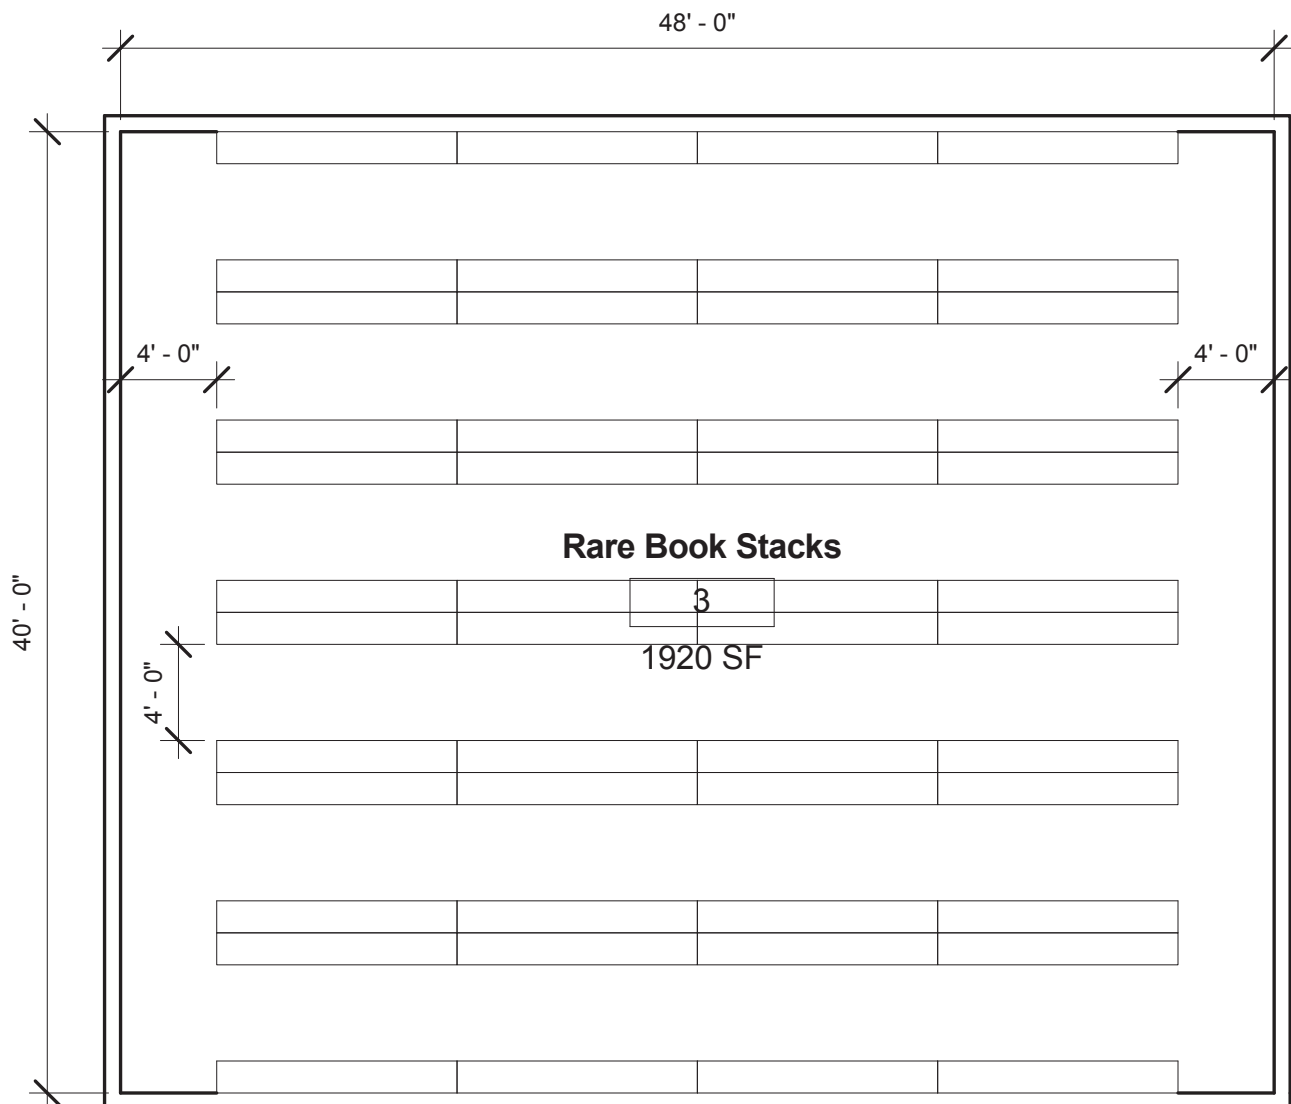 48' - 0"
4' - 0"
4' - 0"
Rare Book Stacks
3
40' - 0"
1920 SF
4' - 0"